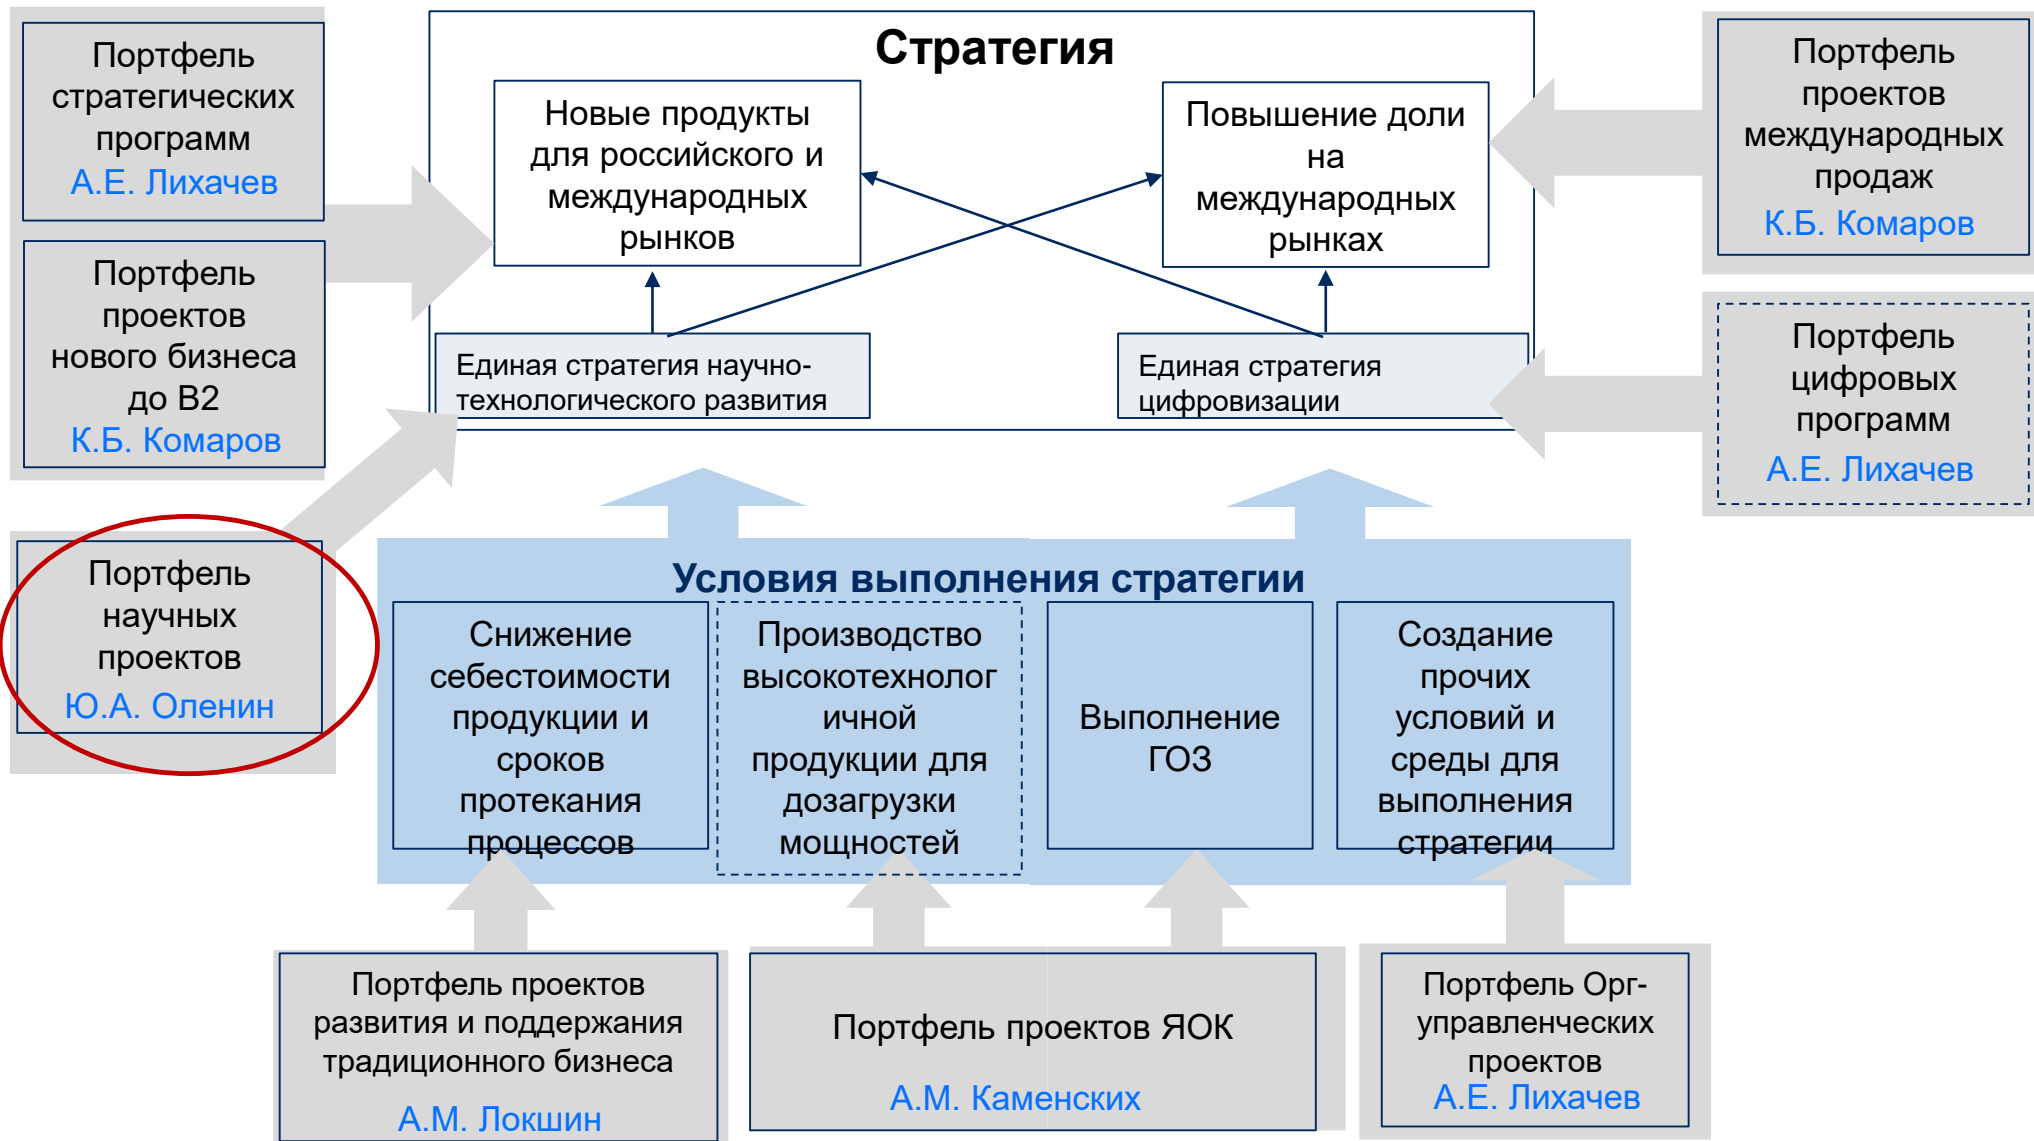 Стратегия
Портфель
стратегических
программ
А.Е. Лихачев
Портфель
проектов
нового бизнеса
до В2
К.Б. Комаров
Новые продукты
для российского и
международных
рынков
Повышение доли
на
международных
рынках
Портфель
проектов
международных
продаж
К.Б. Комаров
Единая стратегия научно-
технологического развития
Единая стратегия
цифровизации
Портфель
цифровых
программ
А.Е. Лихачев
Портфель
научных
проектов
Ю.А. Оленин
Условия выполнения стратегии
Снижение
себестоимости
продукции и
сроков
протекания
процессов
Производство
высокотехнолог
ичной
продукции для
дозагрузки
мощностей
Выполнение
ГОЗ
Создание
прочих
условий и
среды для
выполнения
стратегии
Портфель проектов
развития и поддержания
традиционного бизнеса
А.М. Локшин
Портфель проектов ЯОК
А.М. Каменских
Портфель Орг-
управленческих
проектов
А.Е. Лихачев